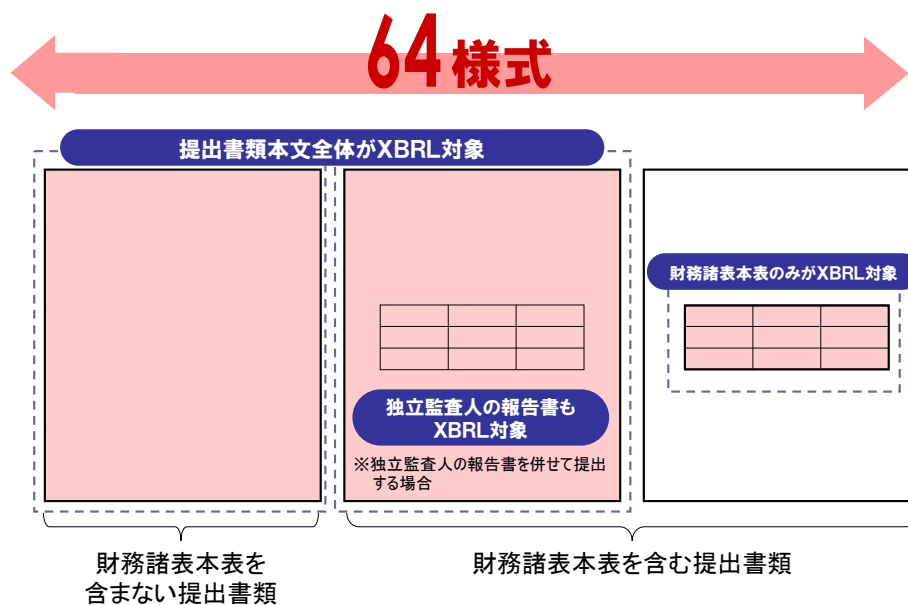 64様式
提出書類本文全体がXBRL対象
財務諸表本表のみがXBRL対象
独立監査人の報告書も
XBRL対象
※独立監査人の報告書を併せて提出
する場合
財務諸表本表を
含まない提出書類
財務諸表本表を含む提出書類